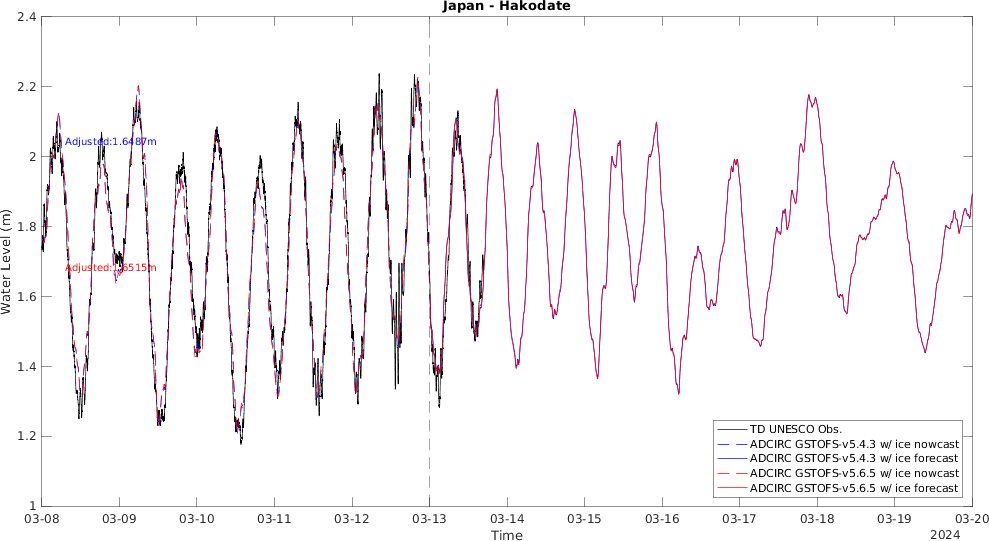 Japan - Hakodate
Water Level (m)
2.4
2.2
2
1.8
1.6
1.4
1.2
1
Adjusted:1.6487m
Adjusted:1.6515m
TD UNESCO Obs.
ADCIRC GSTOFS-v5.4.3 w/ ice nowcast
ADCIRC GSTOFS-v5.4.3 w/ ice forecast
ADCIRC GSTOFS-v5.6.5 w/ ice nowcast
ADCIRC GSTOFS-v5.6.5 w/ ice forecast
03-08 03-09 03-10 03-11 03-12 03-13 03-14 03-15 03-16 03-17 03-18 03-19 03-20
Time
2024